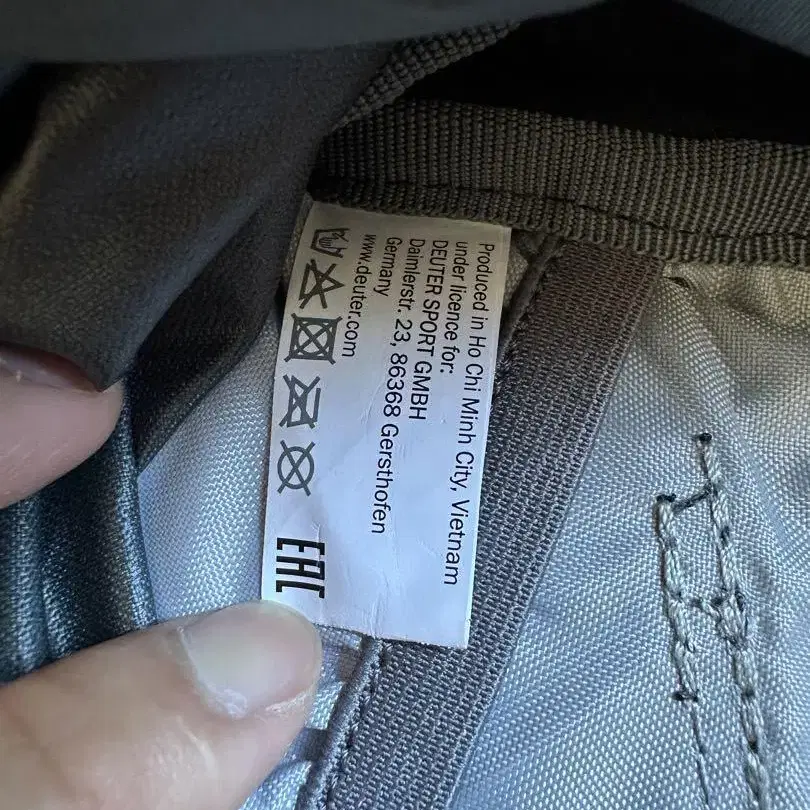 Produced in Ho Chi Minh City, Vietnam
under licence for:
DEUTER SPORT GMBH
Daimlerstr. 23, 86368 Gersthofen
Germany
www.deuter.com
EAC